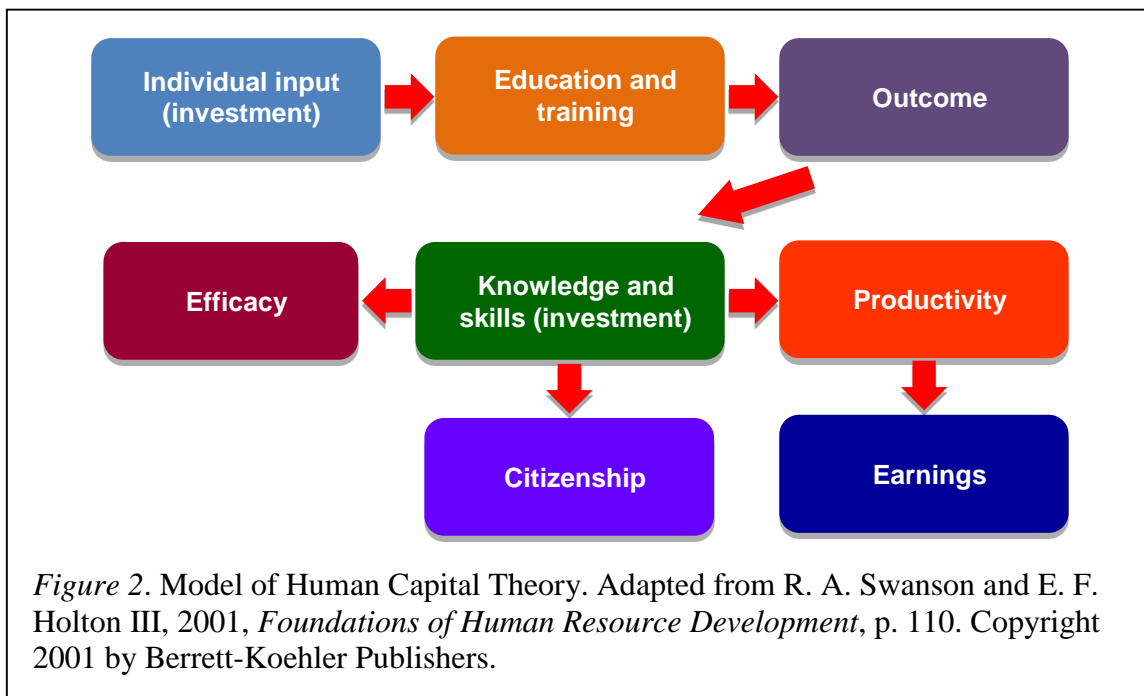 Individual input
(investment)
Education and
training
Outcome
Efficacy
Knowledge and
skills (investment)
Productivity
Citizenship
Earnings
Figure 2. Model of Human Capital Theory. Adapted from R. A. Swanson and E. F.
Holton III, 2001, Foundations of Human Resource Development, p. 110. Copyright
2001 by Berrett-Koehler Publishers.